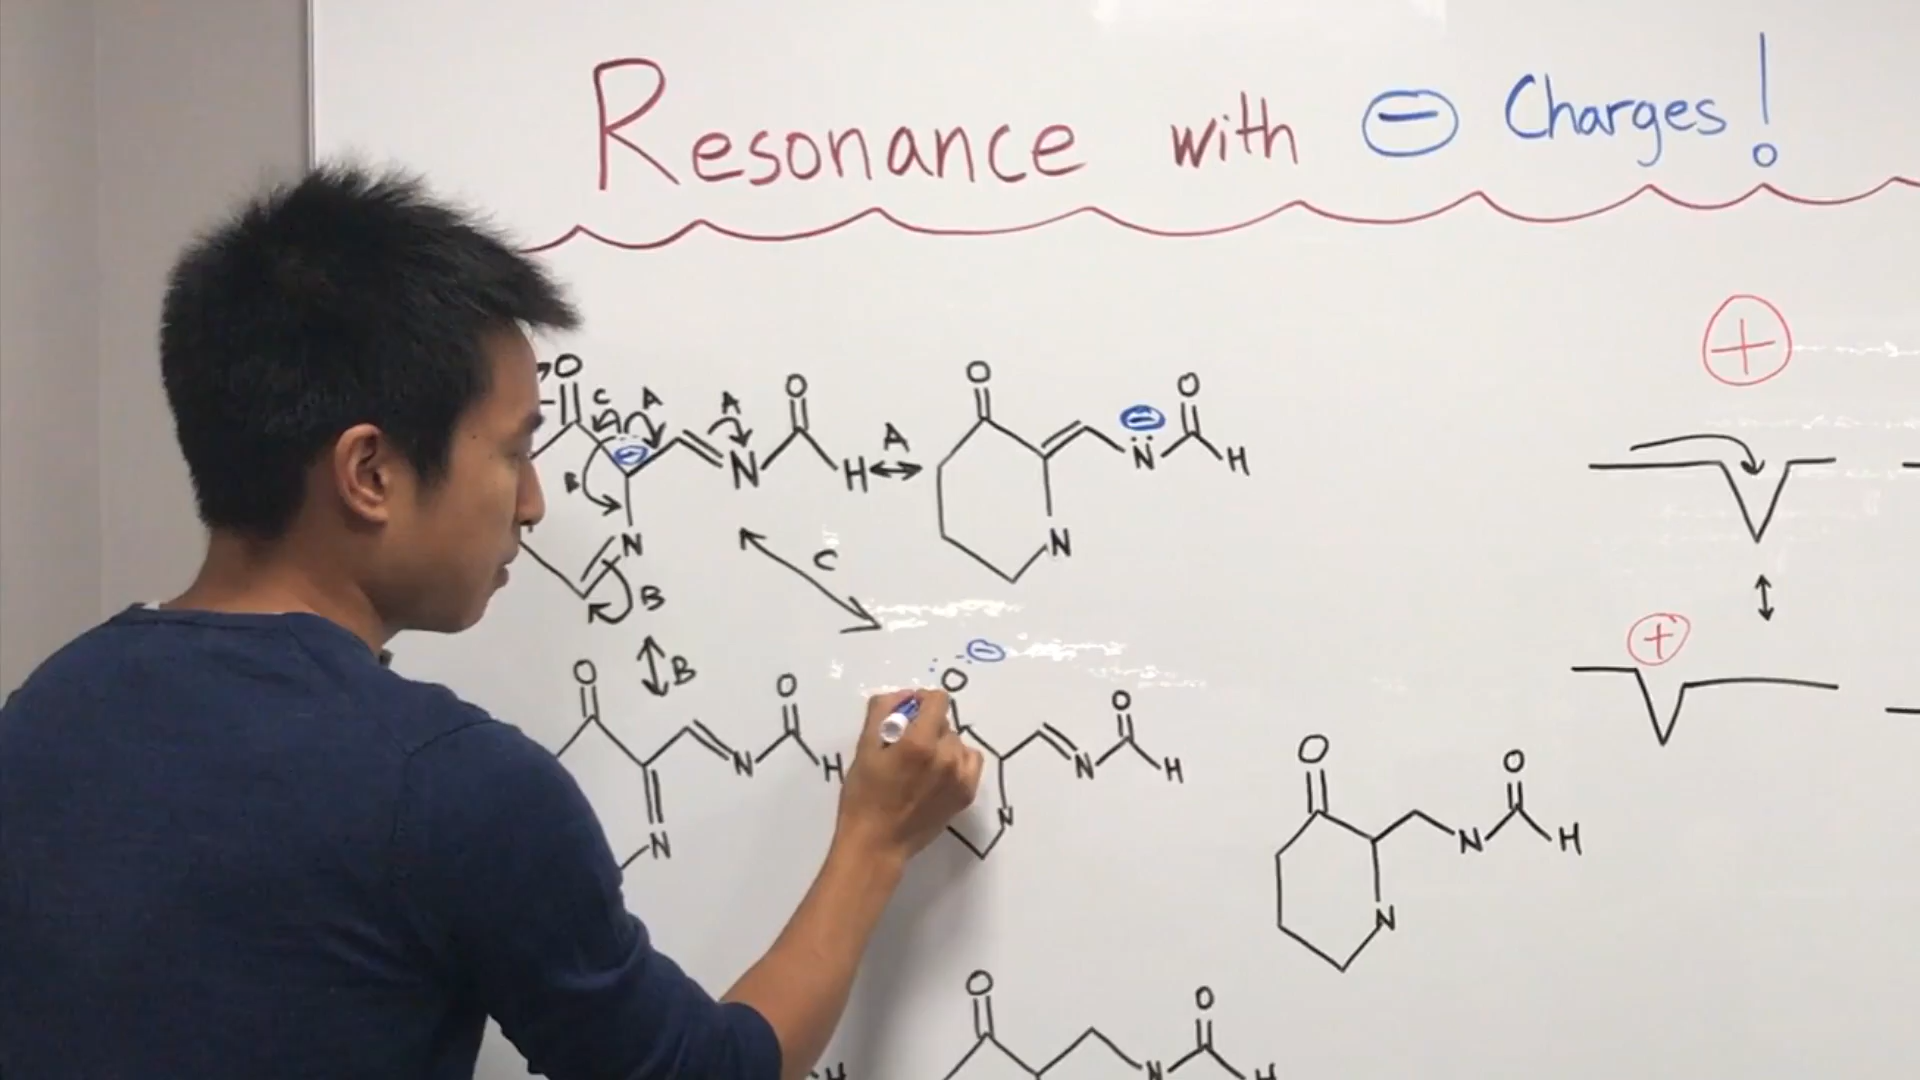 Resonance with ⊖ Charges!
O C A A O O ⊖ O
⊖ N H A N H
B N B C N
+
B
+
O O O ⊖ O
N H N H
N N
O O
N H
N
O O
N H
H